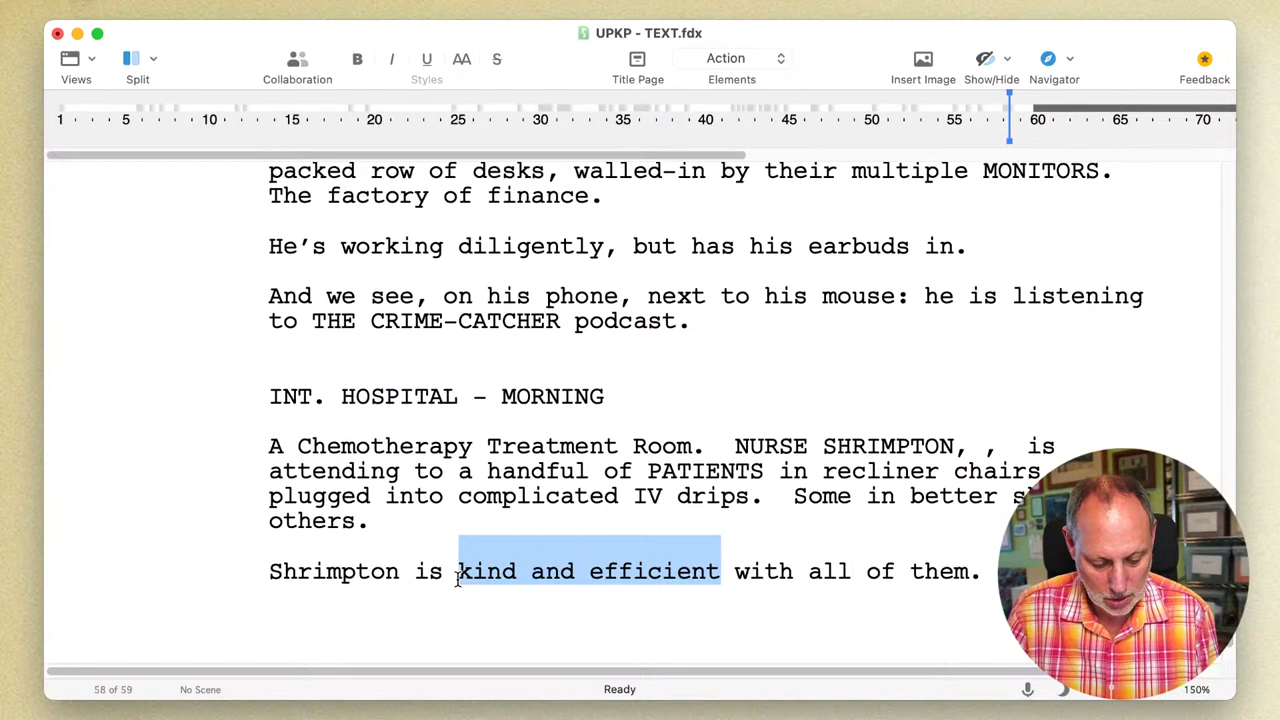 UPKP - TEXT.fdx
Views Split Collaboration B I U AA S Styles Title Page Action Elements Insert Image Show/Hide Navigator Feedback
1 5 10 15 20 25 30 35 40 45 50 55 60 65 70
packed row of desks, walled-in by their multiple MONITORS.
The factory of finance.
He’s working diligently, but has his earbuds in.
And we see, on his phone, next to his mouse: he is listening
to THE CRIME-CATCHER podcast.
INT. HOSPITAL - MORNING
A Chemotherapy Treatment Room. NURSE SHRIMPTON, , is
attending to a handful of PATIENTS in recliner chairs
plugged into complicated IV drips. Some in better
others.
Shrimpton is kind and efficient with all of them.
58 of 59 No Scene Ready 150%